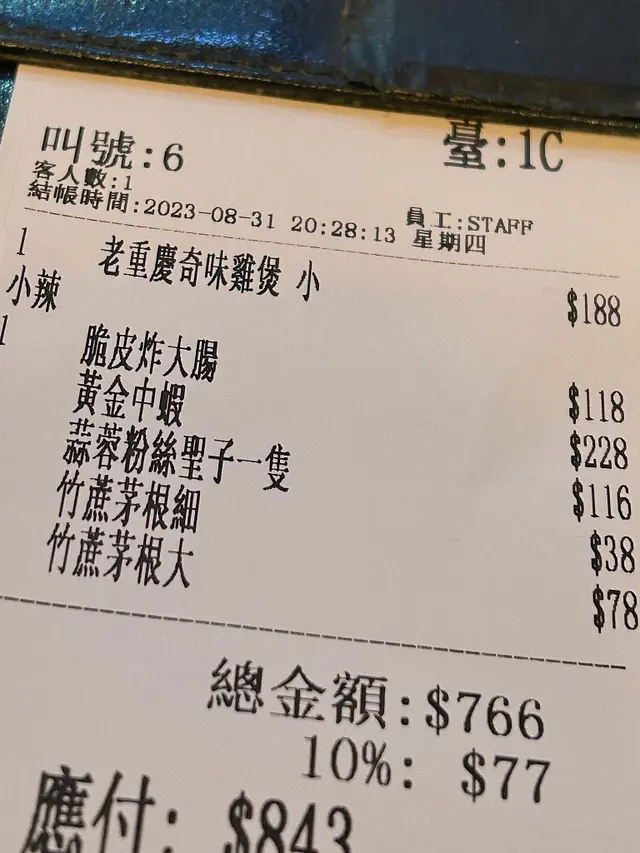 叫號:6 臺:1C
客人數:1 員工:STAFF
結帳時間:2023-08-31 20:28:13 星期四
1 老重慶奇味雞煲 小 $188
小辣
1 脆皮炸大腸 $118
黃金中蝦 $228
蒜蓉粉絲聖子一隻 $116
竹蔗茅根細 $38
竹蔗茅根大 $78
總金額:$766
10%: $77
應付: $843